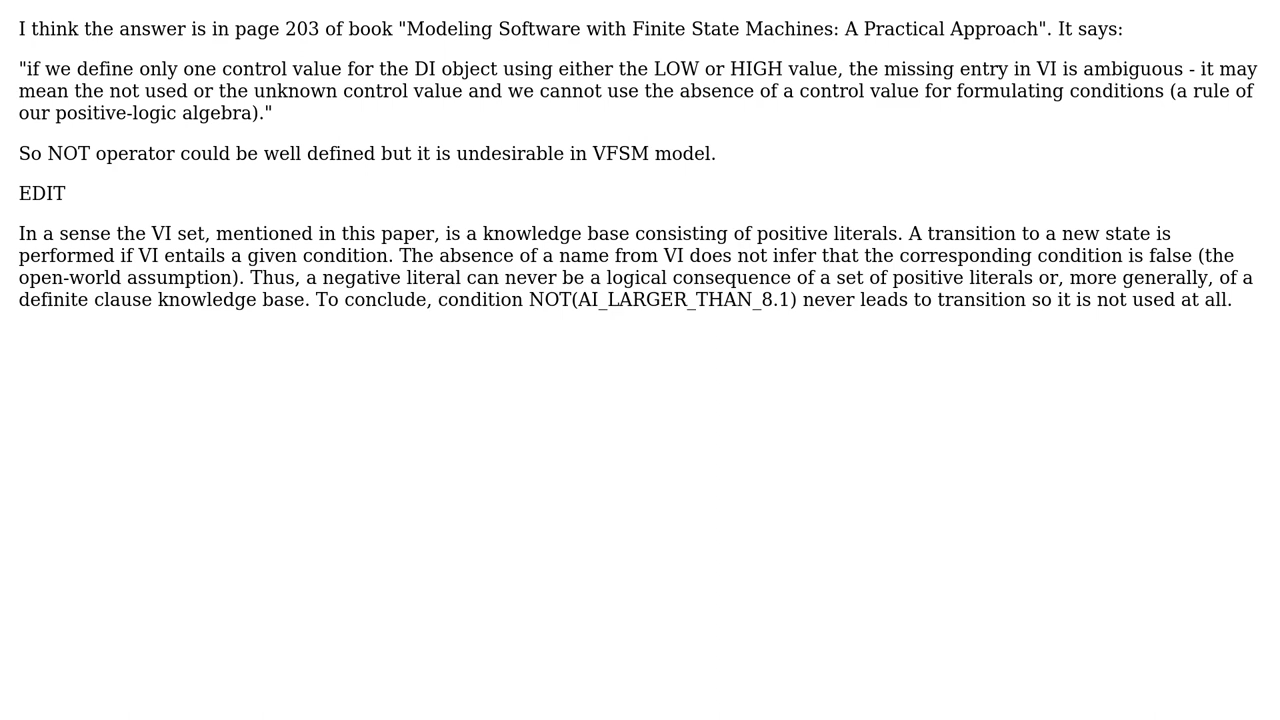 I think the answer is in page 203 of book "Modeling Software with Finite State Machines: A Practical Approach". It says:
"if we define only one control value for the DI object using either the LOW or HIGH value, the missing entry in VI is ambiguous - it may
mean the not used or the unknown control value and we cannot use the absence of a control value for formulating conditions (a rule of
our positive-logic algebra)."
So NOT operator could be well defined but it is undesirable in VFSM model.
EDIT
In a sense the VI set, mentioned in this paper, is a knowledge base consisting of positive literals. A transition to a new state is
performed if VI entails a given condition. The absence of a name from VI does not infer that the corresponding condition is false (the
open-world assumption). Thus, a negative literal can never be a logical consequence of a set of positive literals or, more generally, of a
definite clause knowledge base. To conclude, condition NOT(AI_LARGER_THAN_8.1) never leads to transition so it is not used at all.